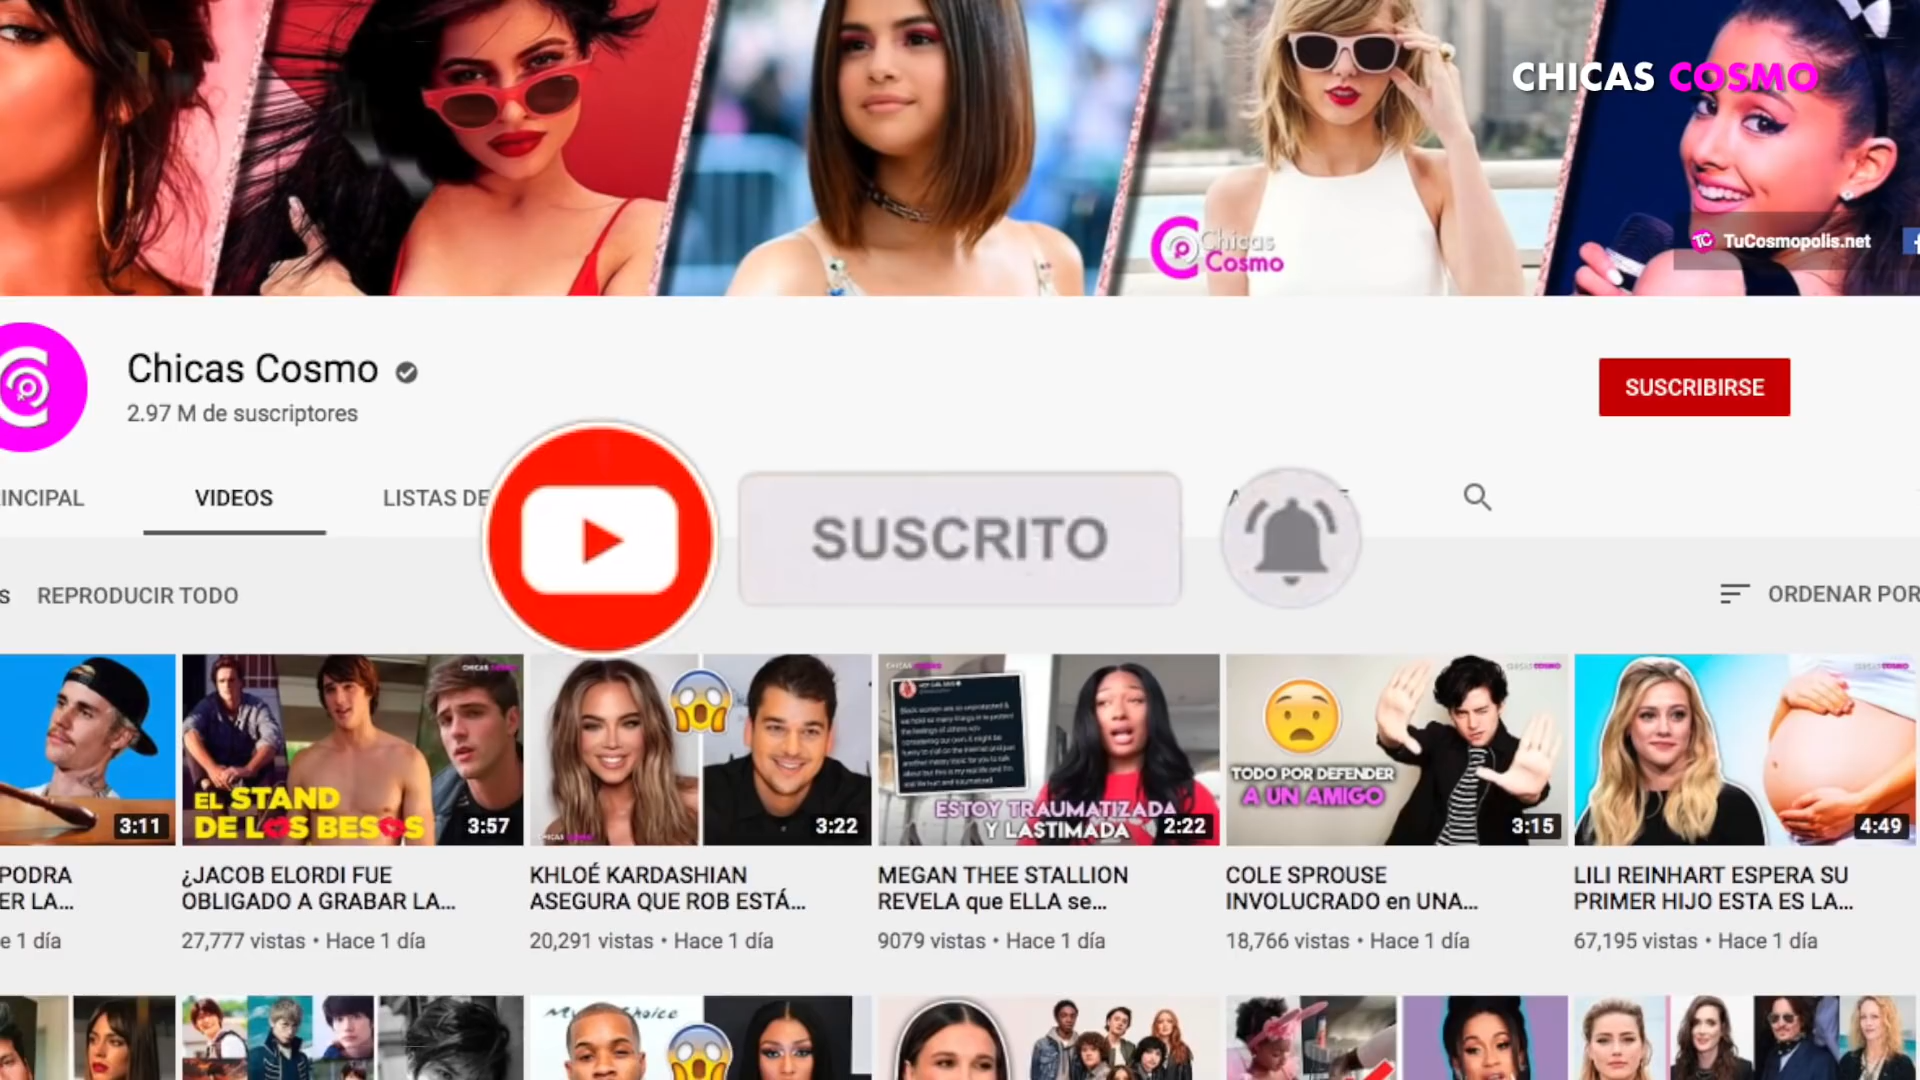 CHICAS COSMO
Chicas
Cosmo
TuCosmopolis.net
Chicas Cosmo
2.97 M de suscriptores
SUSCRIBIRSE
INCIPAL
VIDEOS
LISTAS DE
SUSCRITO
s
REPRODUCIR TODO
ORDENAR POR
EL STAND
DE LOS BESOS
ESTOY TRAUMATIZADA
Y LASTIMADA
TODO POR DEFENDER
A UN AMIGO
3:11
3:57
3:22
2:22
3:15
4:49
PODRA
ER LA...
e 1 día
¿JACOB ELORDI FUE
OBLIGADO A GRABAR LA...
27,777 vistas • Hace 1 día
KHLOÉ KARDASHIAN
ASEGURA QUE ROB ESTÁ...
20,291 vistas • Hace 1 día
MEGAN THEE STALLION
REVELA que ELLA se...
9079 vistas • Hace 1 día
COLE SPROUSE
INVOLUCRADO en UNA...
18,766 vistas • Hace 1 día
LILI REINHART ESPERA SU
PRIMER HIJO ESTA ES LA...
67,195 vistas • Hace 1 día